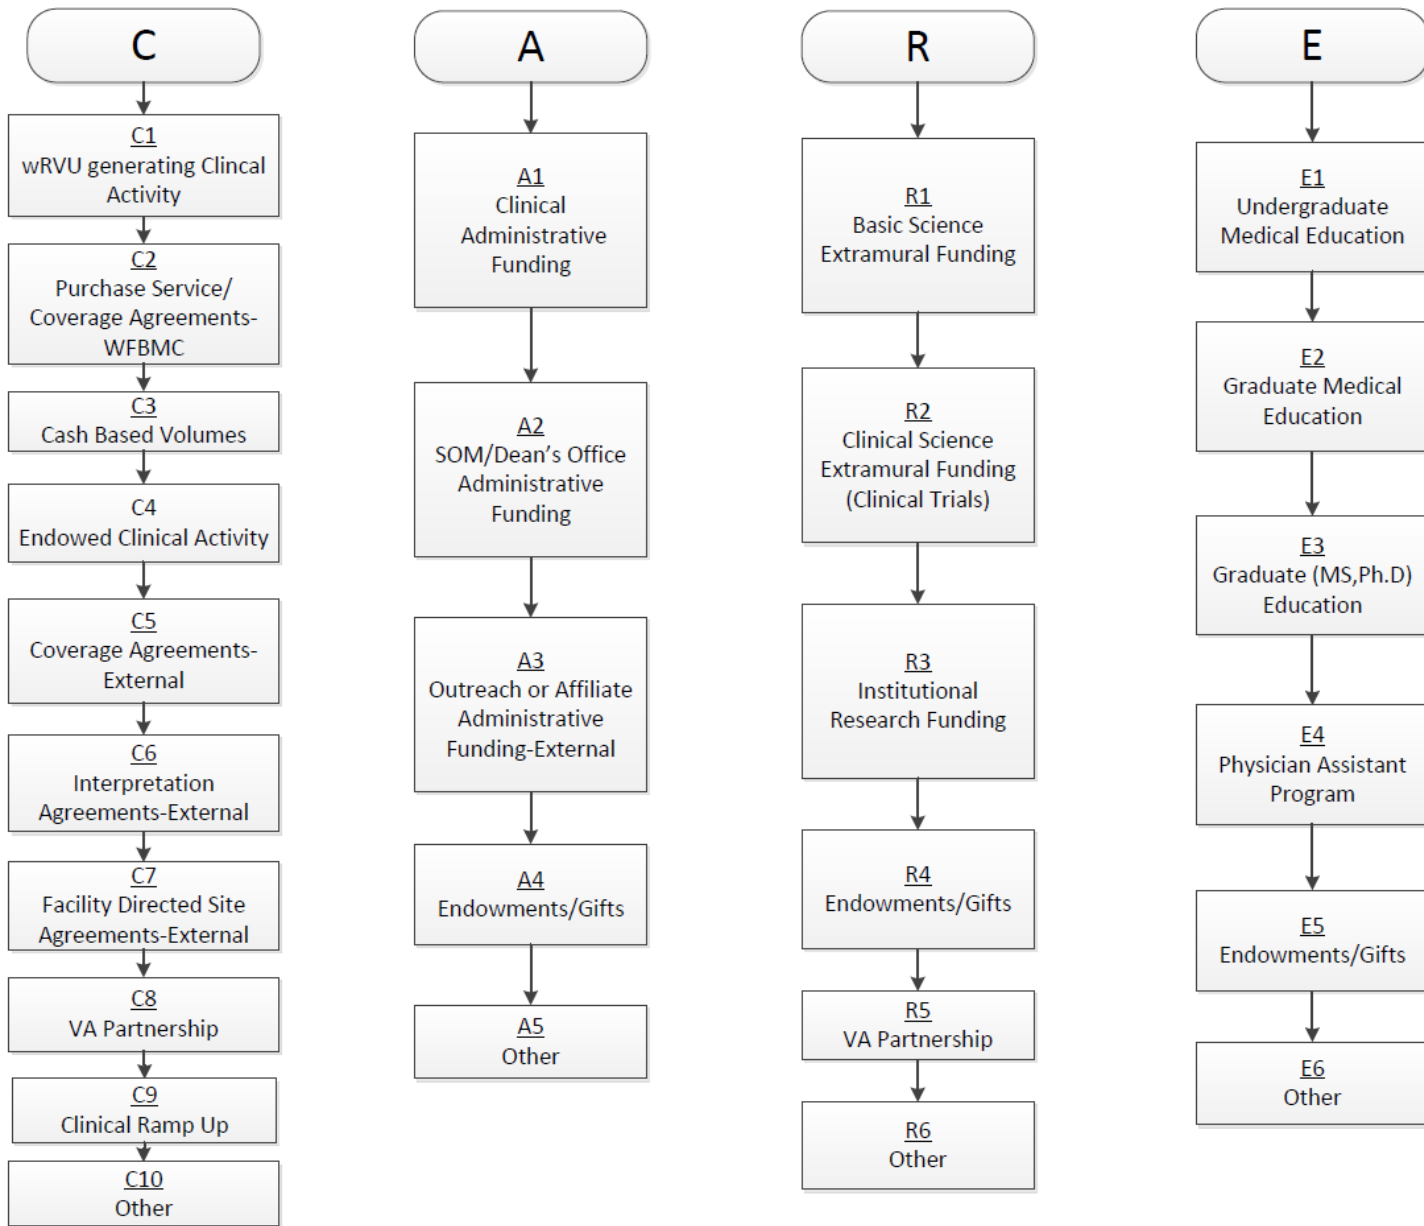 C
C1
wRVU generating Clincal
Activity
C2
Purchase Service/
Coverage Agreements-
WFBMC
C3
Cash Based Volumes
C4
Endowed Clinical Activity
C5
Coverage Agreements-
External
C6
Interpretation
Agreements-External
C7
Facility Directed Site
Agreements-External
C8
VA Partnership
C9
Clinical Ramp Up
C10
Other
A
A1
Clinical
Administrative
Funding
A2
SOM/Dean's Office
Administrative
Funding
A3
Outreach or Affiliate
Administrative
Funding-External
A4
Endowments/Gifts
A5
Other
R
R1
Basic Science
Extramural Funding
R2
Clinical Science
Extramural Funding
(Clinical Trials)
R3
Institutional
Research Funding
R4
Endowments/Gifts
R5
VA Partnership
R6
Other
E
E1
Undergraduate
Medical Education
E2
Graduate Medical
Education
E3
Graduate (MS,Ph.D)
Education
E4
Physician Assistant
Program
E5
Endowments/Gifts
E6
Other